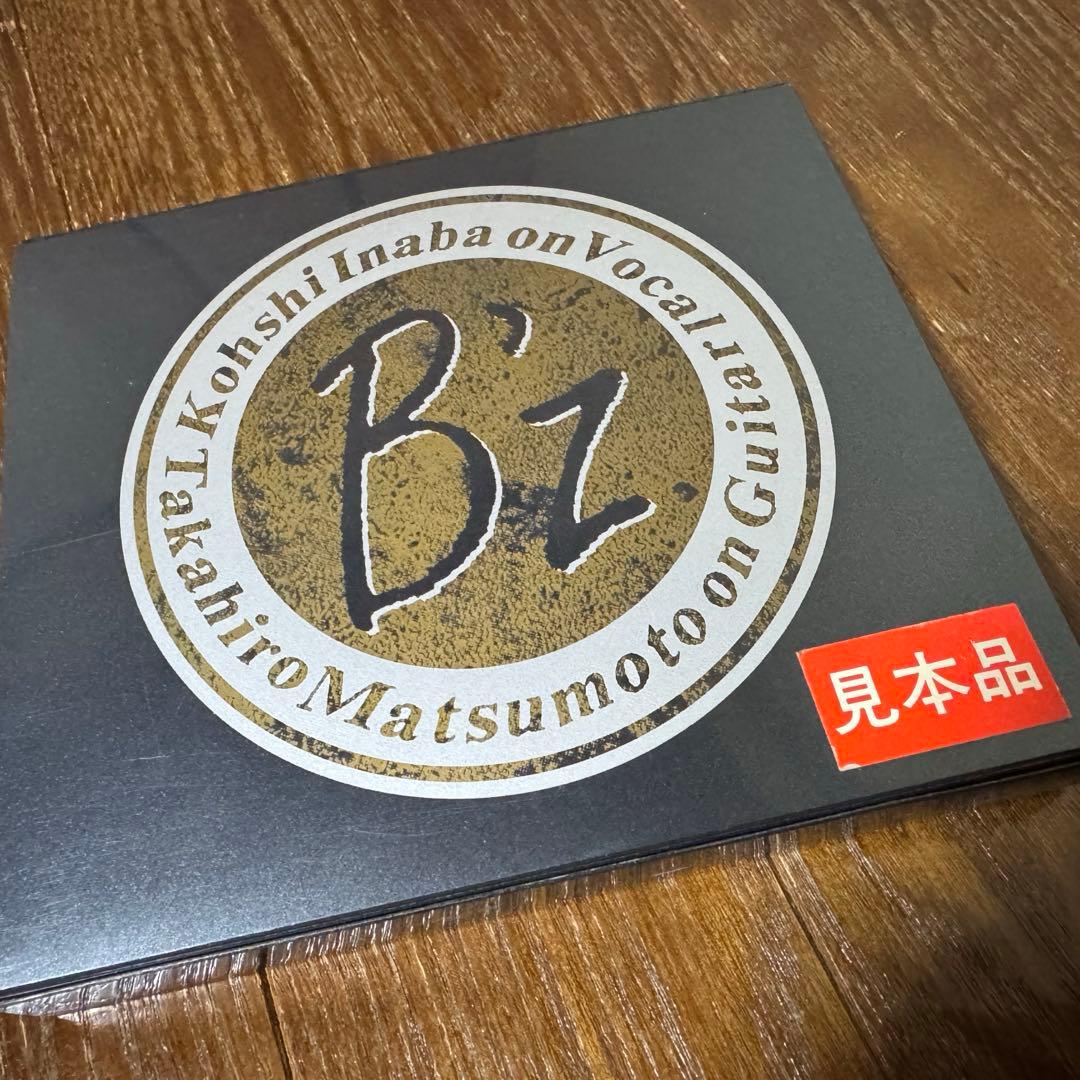 Kohshi Inaba on Vocal
Takahiro Matsumoto on Guitar
B'z
見本品